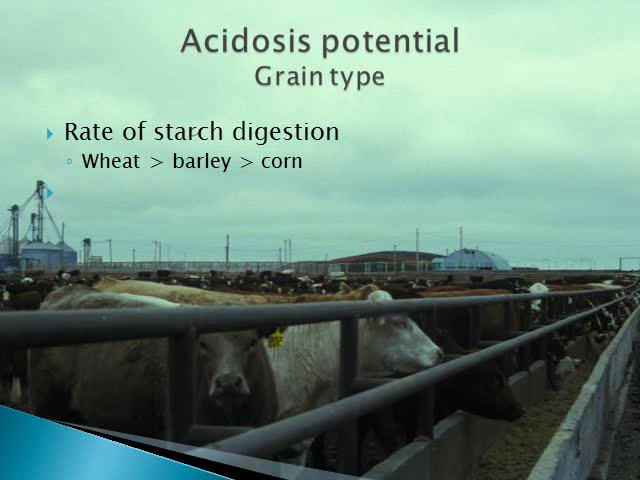 Acidosis potential
Grain type
Rate of starch digestion
Wheat > barley > corn